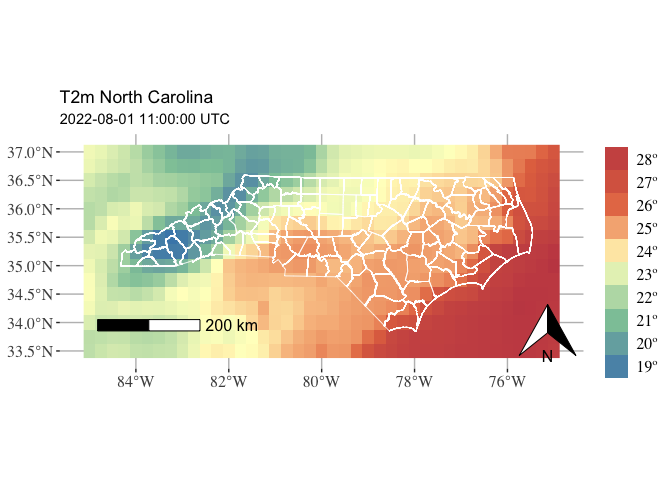 T2m North Carolina
2022-08-01 11:00:00 UTC
37.0°N
36.5°N
36.0°N
35.5°N
35.0°N
34.5°N
34.0°N
33.5°N
200 km
N
84°W
82°W
80°W
78°W
76°W
28º
27º
26º
25º
24º
23º
22º
21º
20º
19º